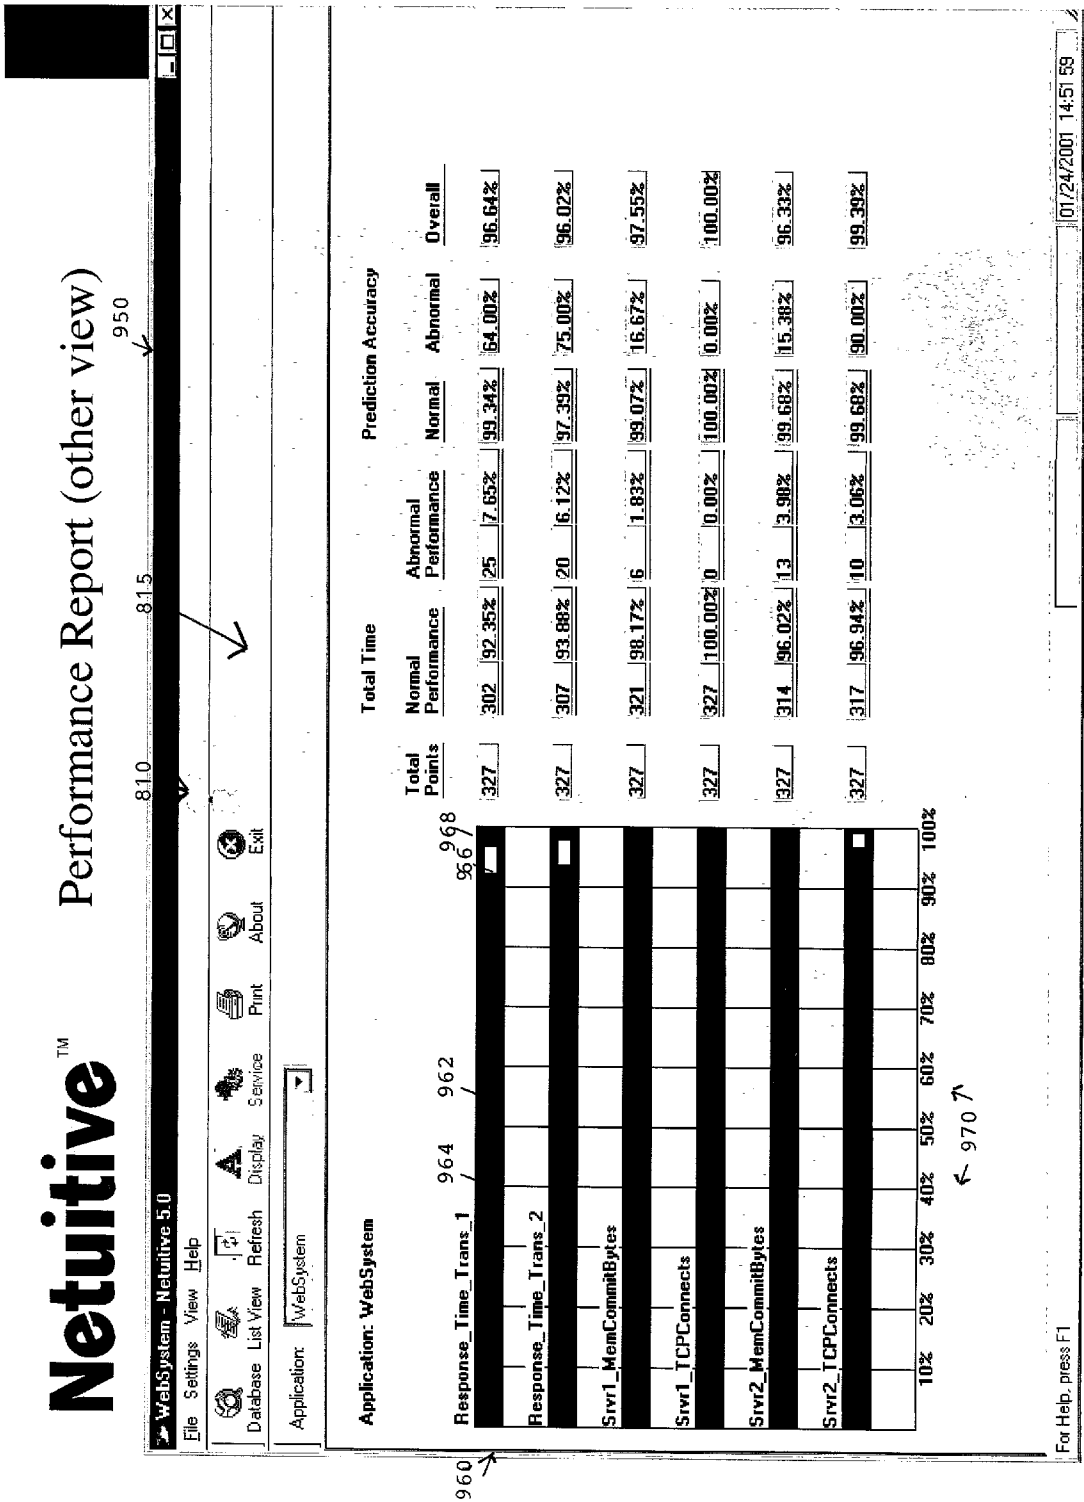 Netuitive™
Performance Report (other view)
810
815
950
WebSystem - Netuitive 5.0
File Settings View Help
Database List View Refresh Display Service Print About Exit
Application: WebSystem
Application: WebSystem
Total Time
Prediction Accuracy
Total Points
Normal Performance
Abnormal Performance
Normal
Abnormal
Overall
960
964
962
966
968
Response_Time_Trans_1
327 302 92.35% 25 7.65% 99.34% 64.00% 96.64%
Response_Time_Trans_2
327 307 93.88% 20 6.12% 97.39% 75.00% 96.02%
Srvr1_MemCommitBytes
327 321 98.17% 6 1.83% 99.07% 16.67% 97.55%
Srvr1_TCPConnects
327 327 100.00% 0 0.00% 100.00% 0.00% 100.00%
Srvr2_MemCommitBytes
327 314 96.02% 13 3.98% 99.68% 15.38% 96.33%
Srvr2_TCPConnects
327 317 96.94% 10 3.06% 99.68% 90.00% 99.39%
10% 20% 30% 40% 50% 60% 70% 80% 90% 100%
970
For Help, press F1
01/24/2001 14:51:59